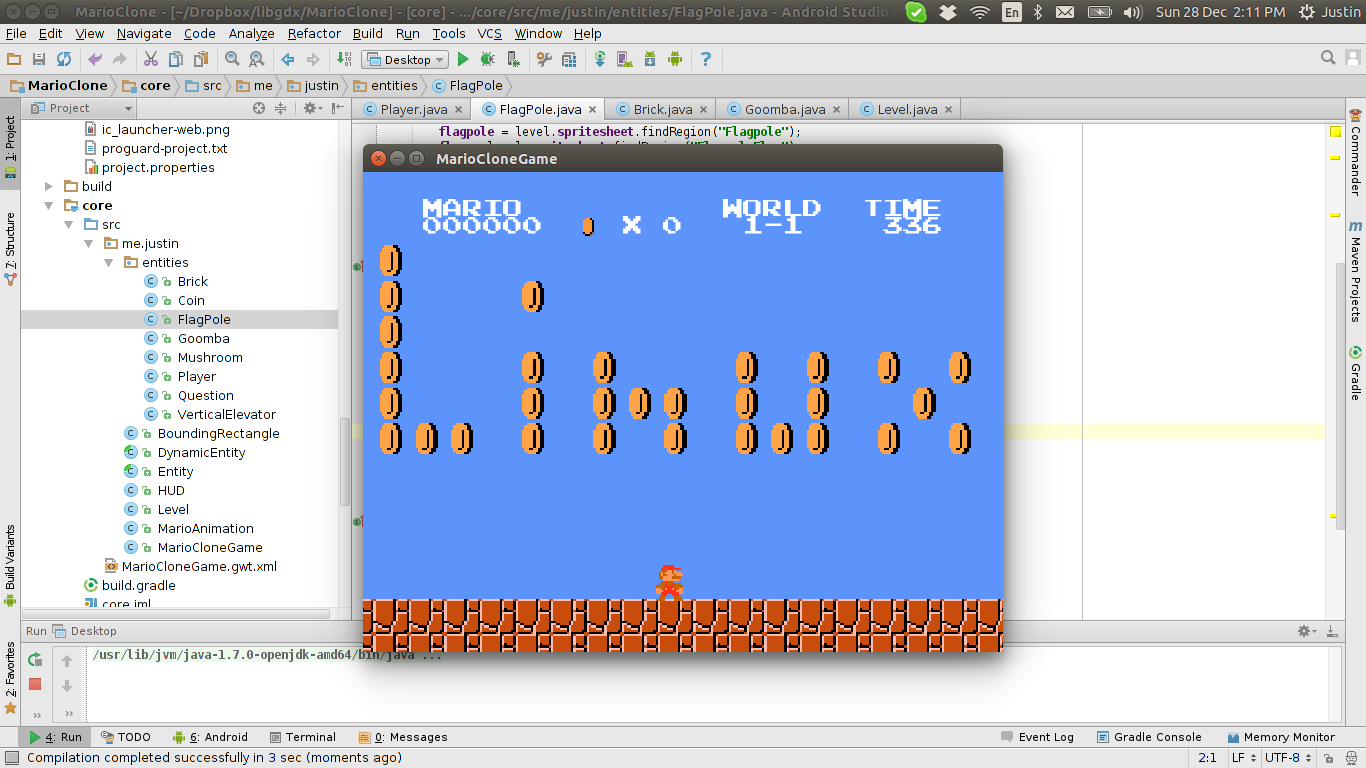 MarioClone - [~/Dropbox/libgdx/MarioClone] - [core] - .../core/src/me/justin/entities/FlagPole.java - Android Studio
En
Sun 28 Dec 2:11 PM
Justin
File Edit View Navigate Code Analyze Refactor Build Run Tools VCS Window Help
Desktop
MarioClone core src me justin entities FlagPole
Project
Player.java FlagPole.java Brick.java Goomba.java Level.java
1: Project
7: Structure
Build Variants
2: Favorites
ic_launcher-web.png
proguard-project.txt
project.properties
build
core
src
me.justin
entities
Brick
Coin
FlagPole
Goomba
Mushroom
Player
Question
VerticalElevator
BoundingRectangle
DynamicEntity
Entity
HUD
Level
MarioAnimation
MarioCloneGame
MarioCloneGame.gwt.xml
build.gradle
core.iml
flagpole = level.spritesheet.findRegion("Flagpole");
MarioCloneGame
MARIO WORLD TIME
000000 X 0 1-1 336
Linux
Commander
Maven Projects
Gradle
Run Desktop
/usr/lib/jvm/java-1.7.0-openjdk-amd64/bin/java ...
4: Run TODO 6: Android Terminal 0: Messages Event Log Gradle Console Memory Monitor
Compilation completed successfully in 3 sec (moments ago) 2:1 LF UTF-8